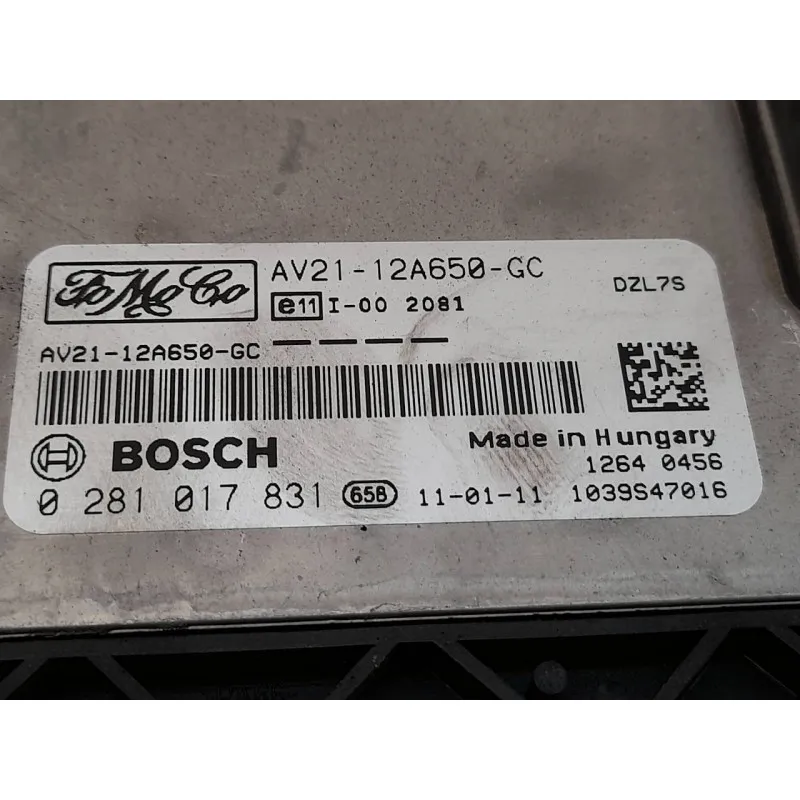 FoMoCo AV21-12A650-GC DZL7S
e11 I-00 2081
AV21-12A650-GC — — — —
BOSCH Made in Hungary
1264 0456
0 281 017 831 65B 11-01-11 1039S47016